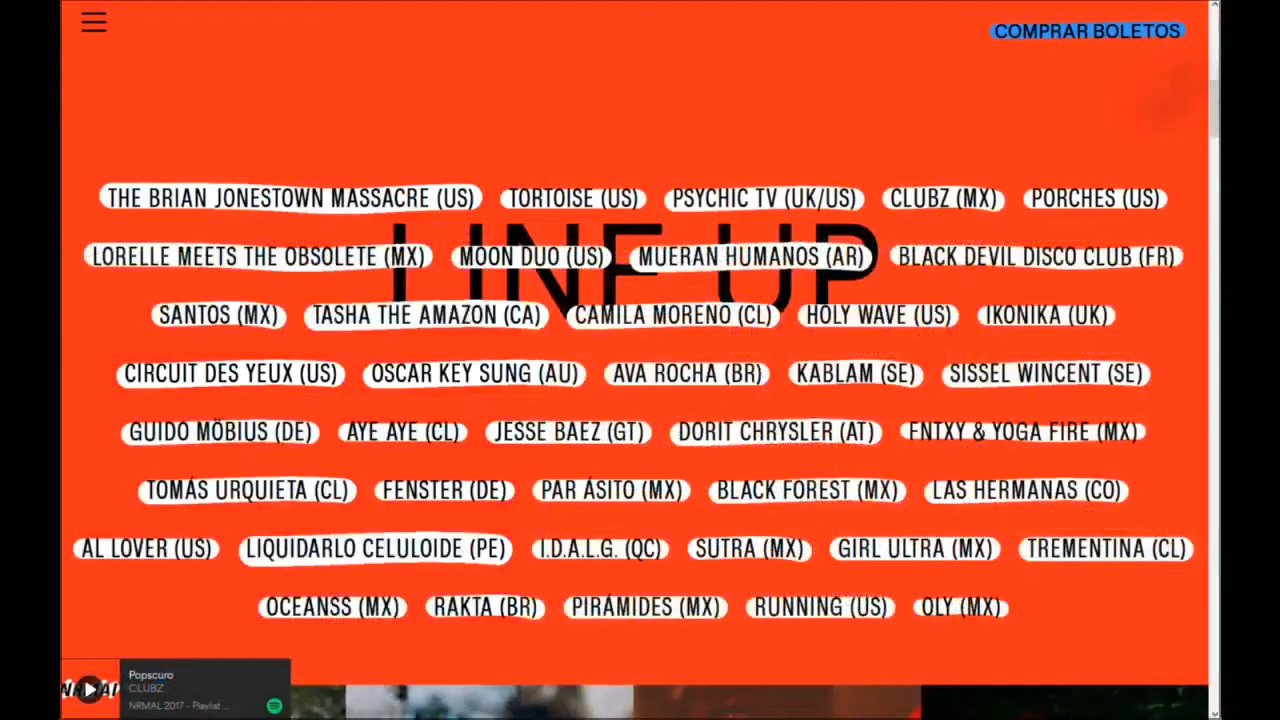 COMPRAR BOLETOS
THE BRIAN JONESTOWN MASSACRE (US) TORTOISE (US) PSYCHIC TV (UK/US) CLUBZ (MX) PORCHES (US)
LINE UP
LORELLE MEETS THE OBSOLETE (MX) MOON DUO (US) MUERAN HUMANOS (AR) BLACK DEVIL DISCO CLUB (FR)
SANTOS (MX) TASHA THE AMAZON (CA) CAMILA MORENO (CL) HOLY WAVE (US) IKONIKA (UK)
CIRCUIT DES YEUX (US) OSCAR KEY SUNG (AU) AVA ROCHA (BR) KABLAM (SE) SISSEL WINCENT (SE)
GUIDO MÖBIUS (DE) AYE AYE (CL) JESSE BAEZ (GT) DORIT CHRYSLER (AT) FNTXY & YOGA FIRE (MX)
TOMÁS URQUIETA (CL) FENSTER (DE) PAR ÁSITO (MX) BLACK FOREST (MX) LAS HERMANAS (CO)
AL LOVER (US) LIQUIDARLO CELULOIDE (PE) I.D.A.L.G. (QC) SUTRA (MX) GIRL ULTRA (MX) TREMENTINA (CL)
OCEANSS (MX) RAKTA (BR) PIRÁMIDES (MX) RUNNING (US) OLY (MX)
Popscuro
CLUBZ
NRMAL
NRMAL 2017 - Playlist ...